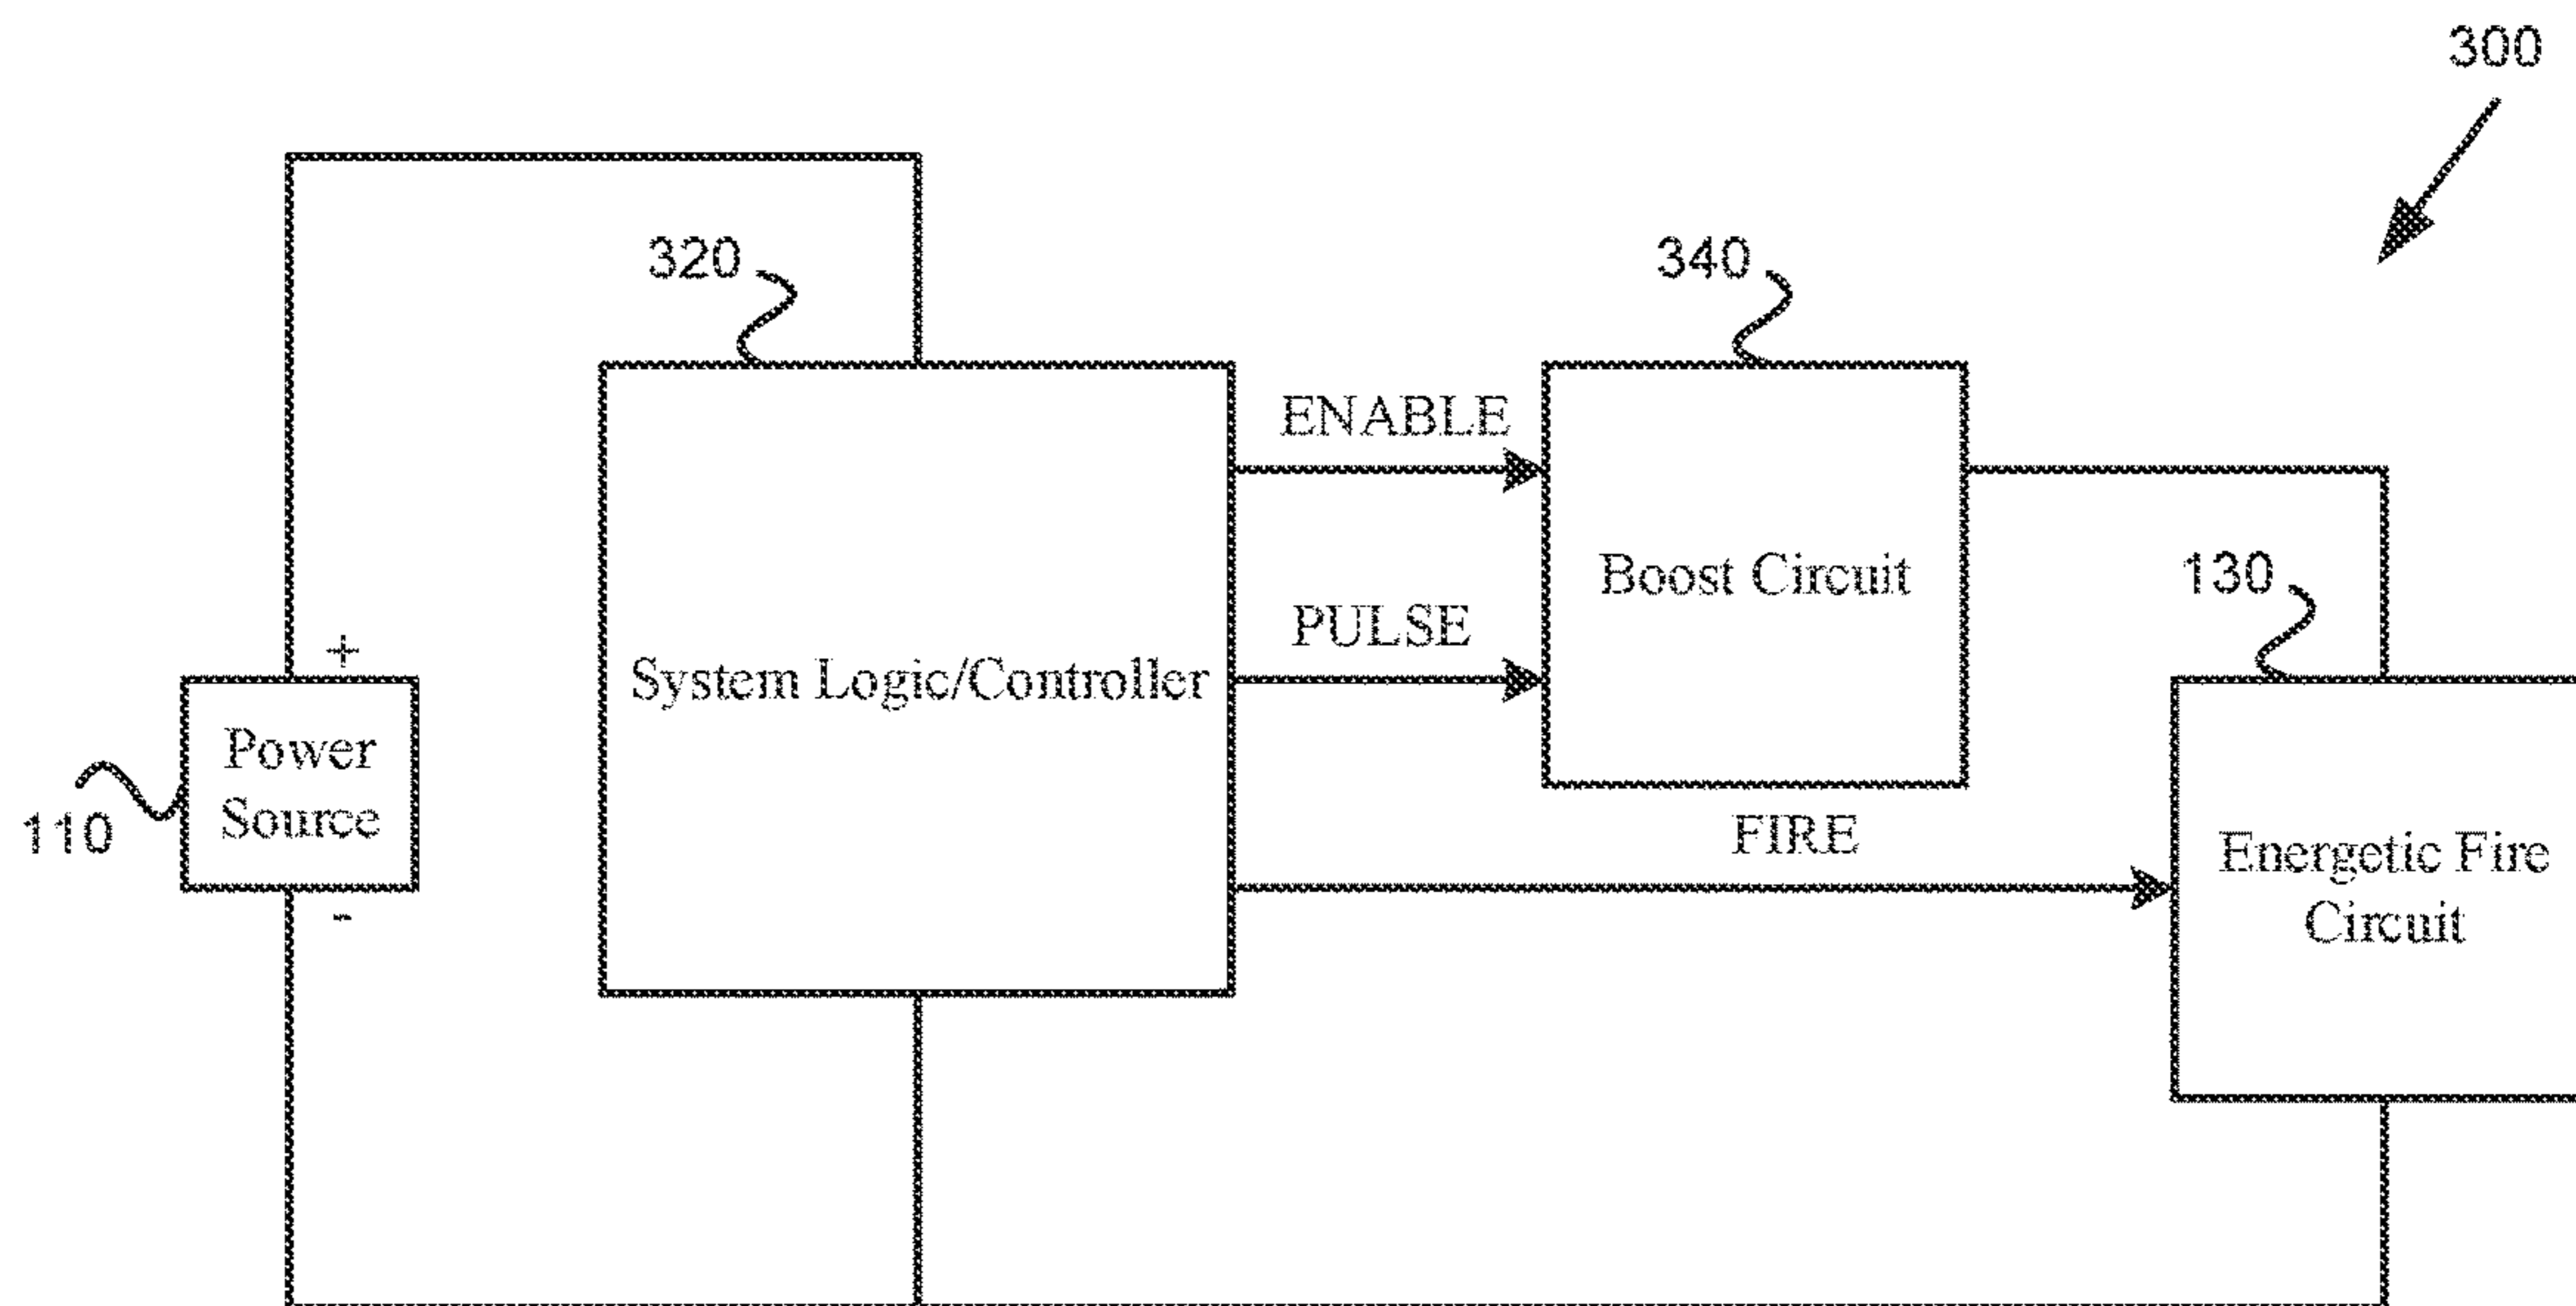 300
320
340
ENABLE
Boost Circuit
130
PULSE
System Logic/Controller
+
Power
Source
110
-
FIRE
Energetic Fire
Circuit